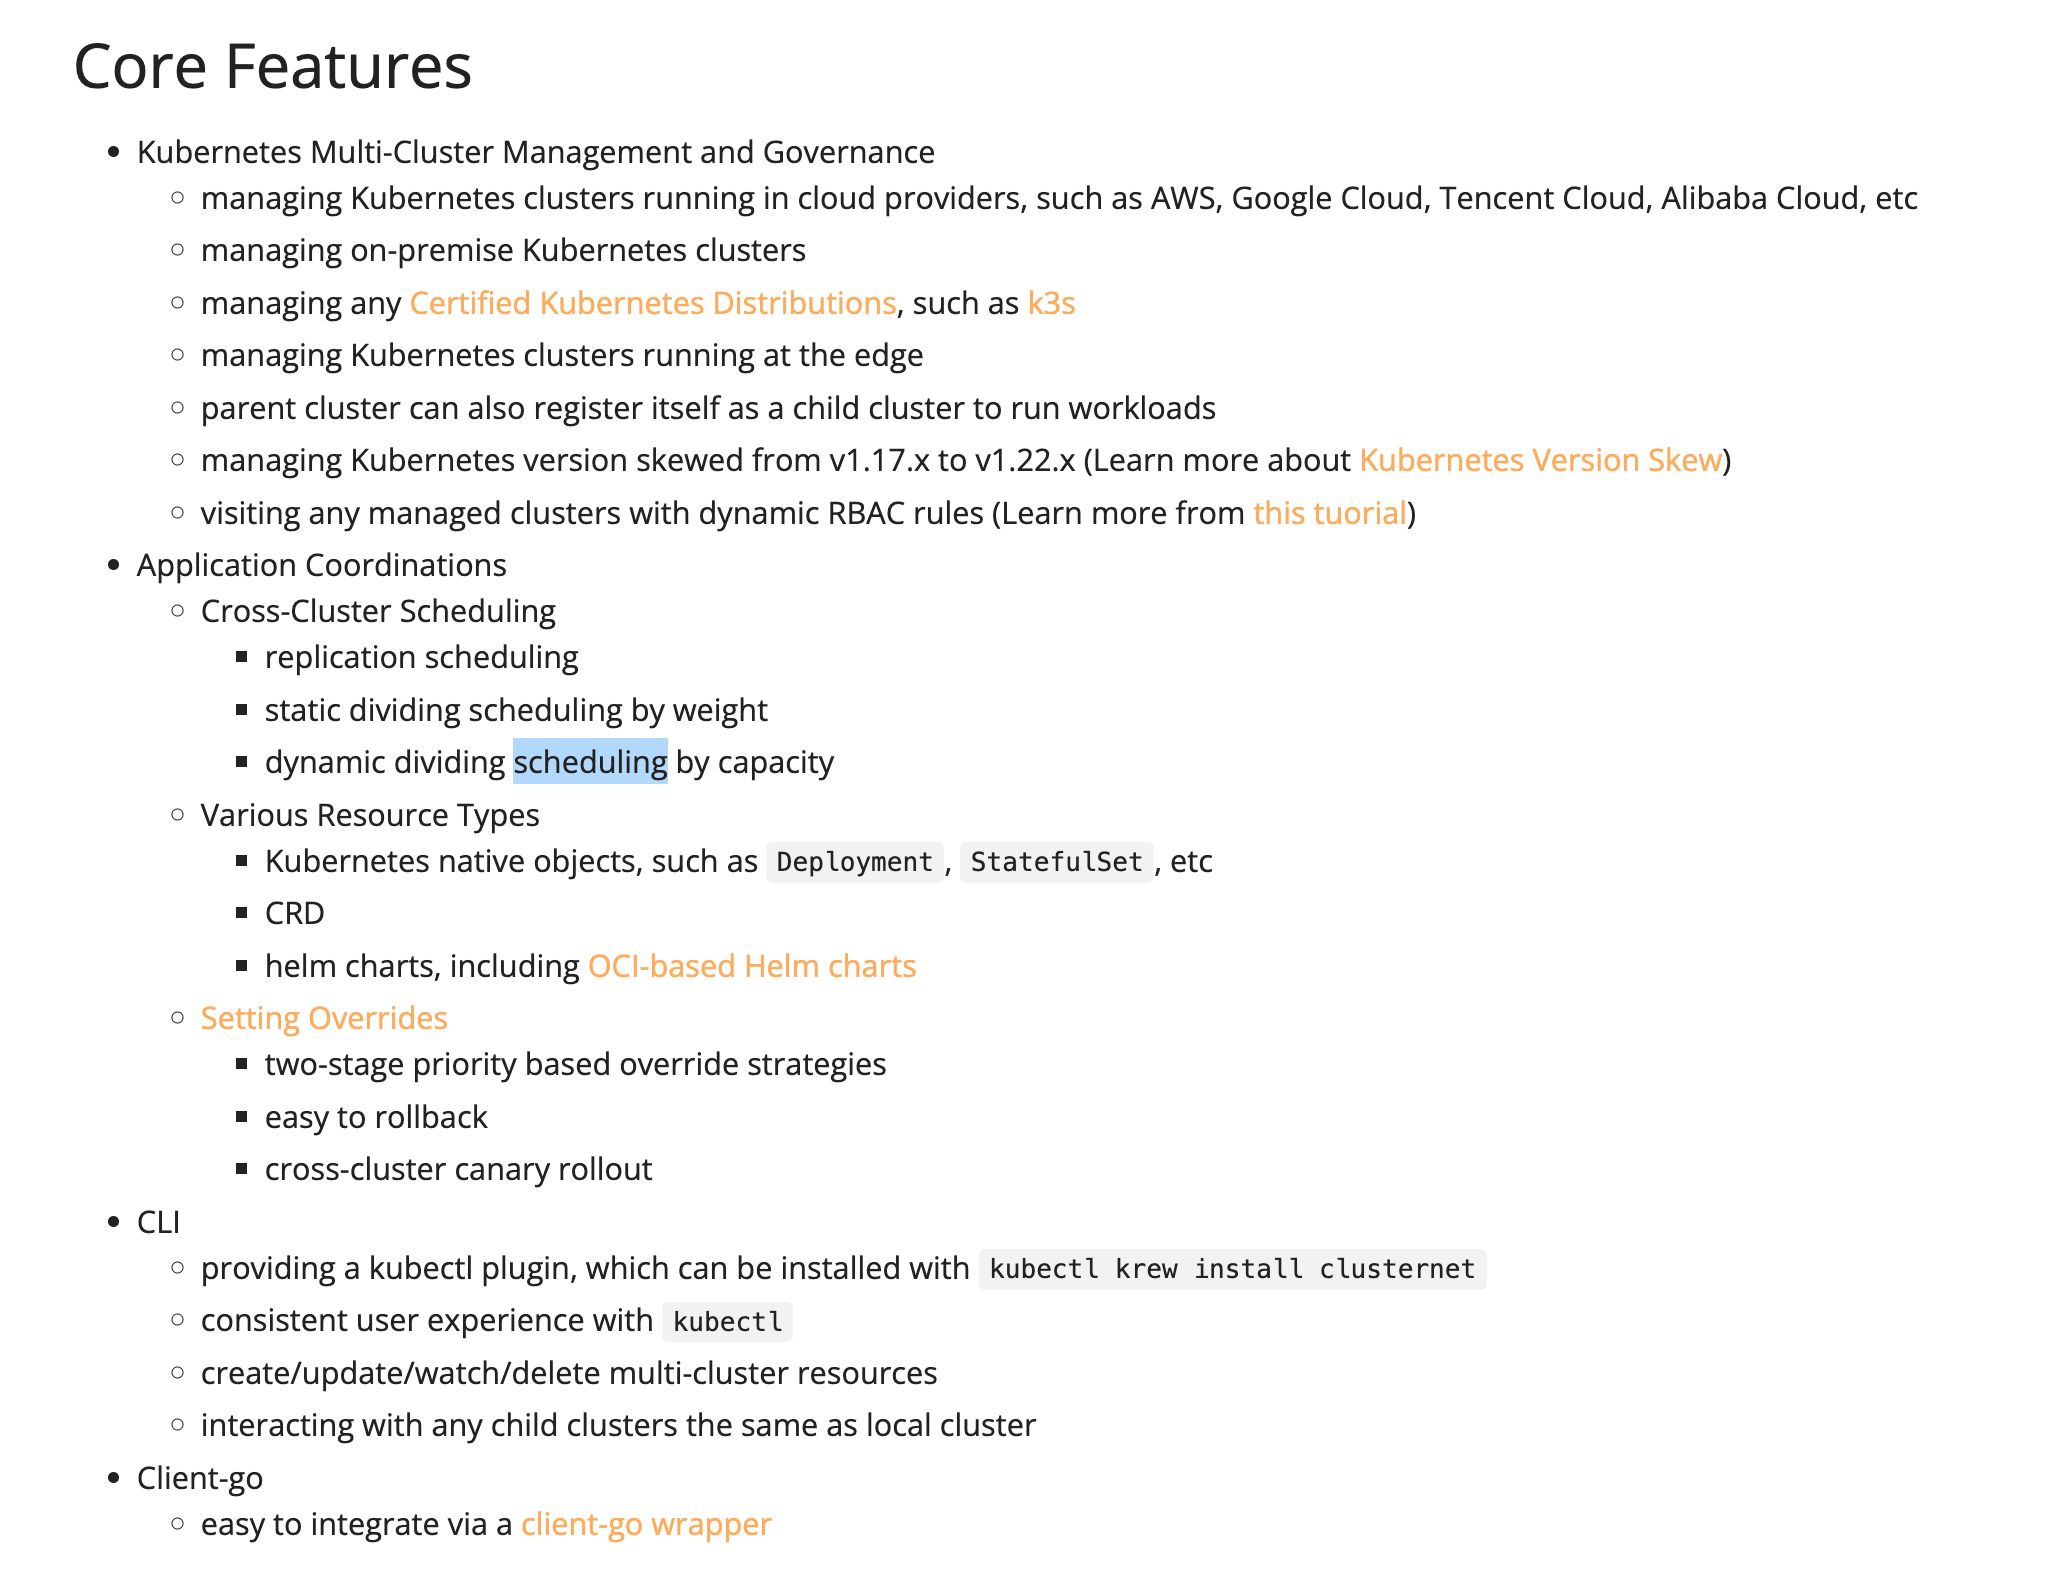 Core Features
Kubernetes Multi-Cluster Management and Governance
managing Kubernetes clusters running in cloud providers, such as AWS, Google Cloud, Tencent Cloud, Alibaba Cloud, etc
managing on-premise Kubernetes clusters
managing any Certified Kubernetes Distributions, such as k3s
managing Kubernetes clusters running at the edge
parent cluster can also register itself as a child cluster to run workloads
managing Kubernetes version skewed from v1.17.x to v1.22.x (Learn more about Kubernetes Version Skew)
visiting any managed clusters with dynamic RBAC rules (Learn more from this tuorial)
Application Coordinations
Cross-Cluster Scheduling
replication scheduling
static dividing scheduling by weight
dynamic dividing scheduling by capacity
Various Resource Types
Kubernetes native objects, such as Deployment, StatefulSet, etc
CRD
helm charts, including OCI-based Helm charts
Setting Overrides
two-stage priority based override strategies
easy to rollback
cross-cluster canary rollout
CLI
providing a kubectl plugin, which can be installed with kubectl krew install clusternet
consistent user experience with kubectl
create/update/watch/delete multi-cluster resources
interacting with any child clusters the same as local cluster
Client-go
easy to integrate via a client-go wrapper